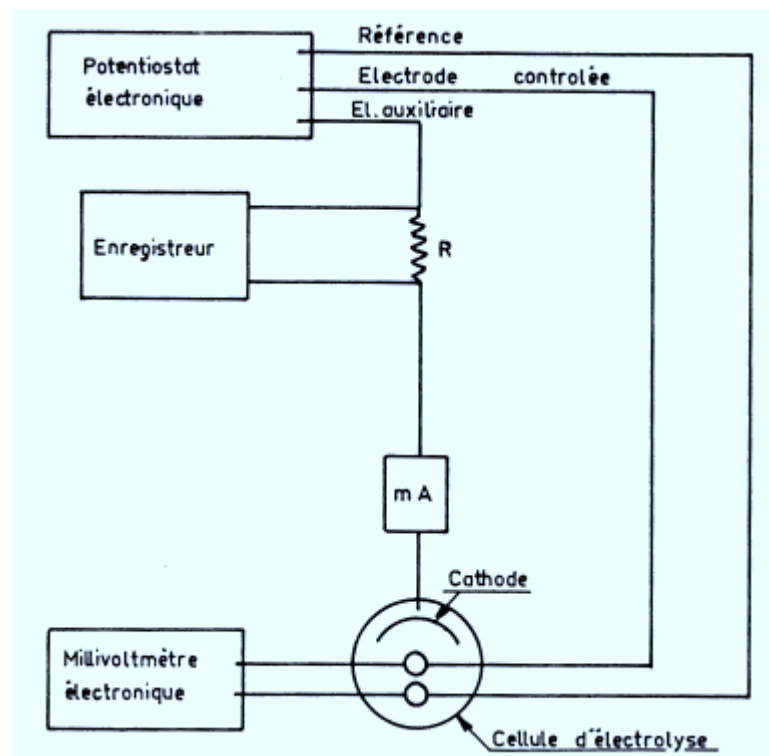 Référence
Potentiostat
électronique
Electrode controlée
El. auxiliaire
Enregistreur
R
mA
Cathode
Millivoltmètre
électronique
Cellule d'électrolyse